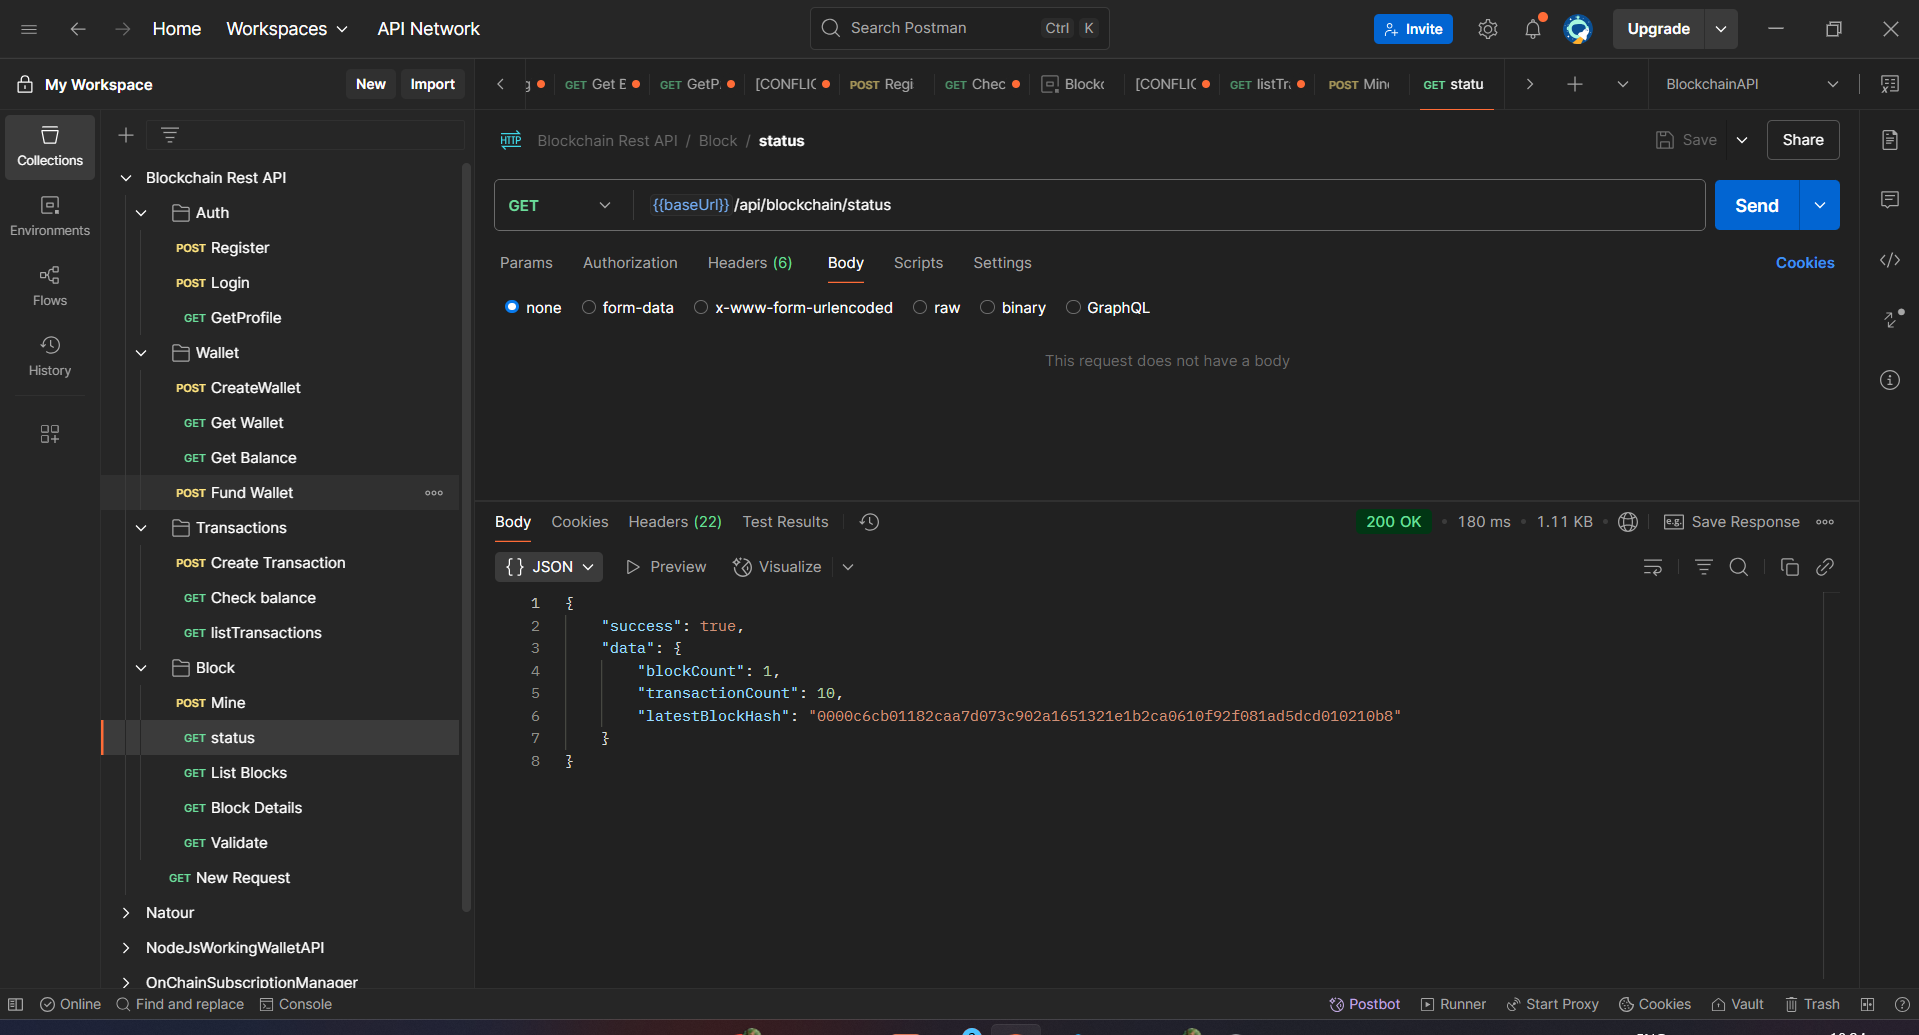 Home Workspaces API Network Search Postman Ctrl K Invite Upgrade
My Workspace New Import
GET Get E GET GetP. [CONFLIC POST Regi GET Chec Blockc [CONFLIC GET listTr POST Min GET statu BlockchainAPI
Collections
Environments
Flows
History
Blockchain Rest API
Auth
POST Register
POST Login
GET GetProfile
Wallet
POST CreateWallet
GET Get Wallet
GET Get Balance
POST Fund Wallet
Transactions
POST Create Transaction
GET Check balance
GET listTransactions
Block
POST Mine
GET status
GET List Blocks
GET Block Details
GET Validate
GET New Request
Natour
NodeJsWorkingWalletAPI
OnChainSubscriptionManager
HTTP Blockchain Rest API / Block / status Save Share
GET {{baseUrl}} /api/blockchain/status Send
Params Authorization Headers (6) Body Scripts Settings Cookies
none form-data x-www-form-urlencoded raw binary GraphQL
This request does not have a body
Body Cookies Headers (22) Test Results 200 OK 180 ms 1.11 KB e.g. Save Response
{} JSON Preview Visualize
1 {
2 "success": true,
3 "data": {
4 "blockCount": 1,
5 "transactionCount": 10,
6 "latestBlockHash": "0000c6cb01182caa7d073c902a1651321e1b2ca0610f92f081ad5dcd010210b8"
7 }
8 }
Online Find and replace Console Postbot Runner Start Proxy Cookies Vault Trash